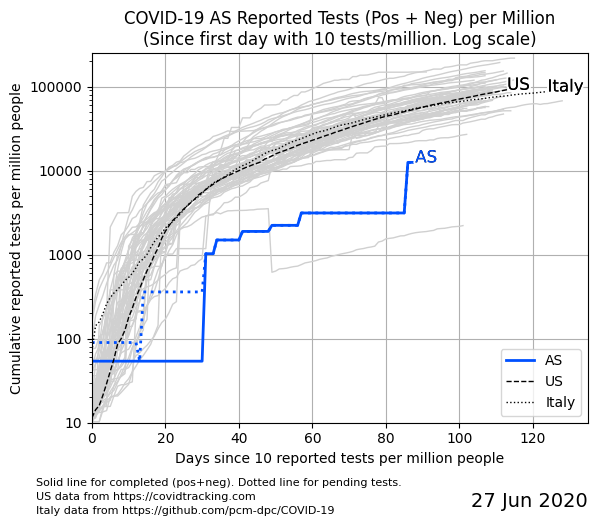 COVID-19 AS Reported Tests (Pos + Neg) per Million
(Since first day with 10 tests/million. Log scale)
Cumulative reported tests per million people
100000
10000
1000
100
10
US
Italy
AS
AS
US
Italy
0 20 40 60 80 100 120
Days since 10 reported tests per million people
Solid line for completed (pos+neg). Dotted line for pending tests.
US data from https://covidtracking.com
Italy data from https://github.com/pcm-dpc/COVID-19
27 Jun 2020